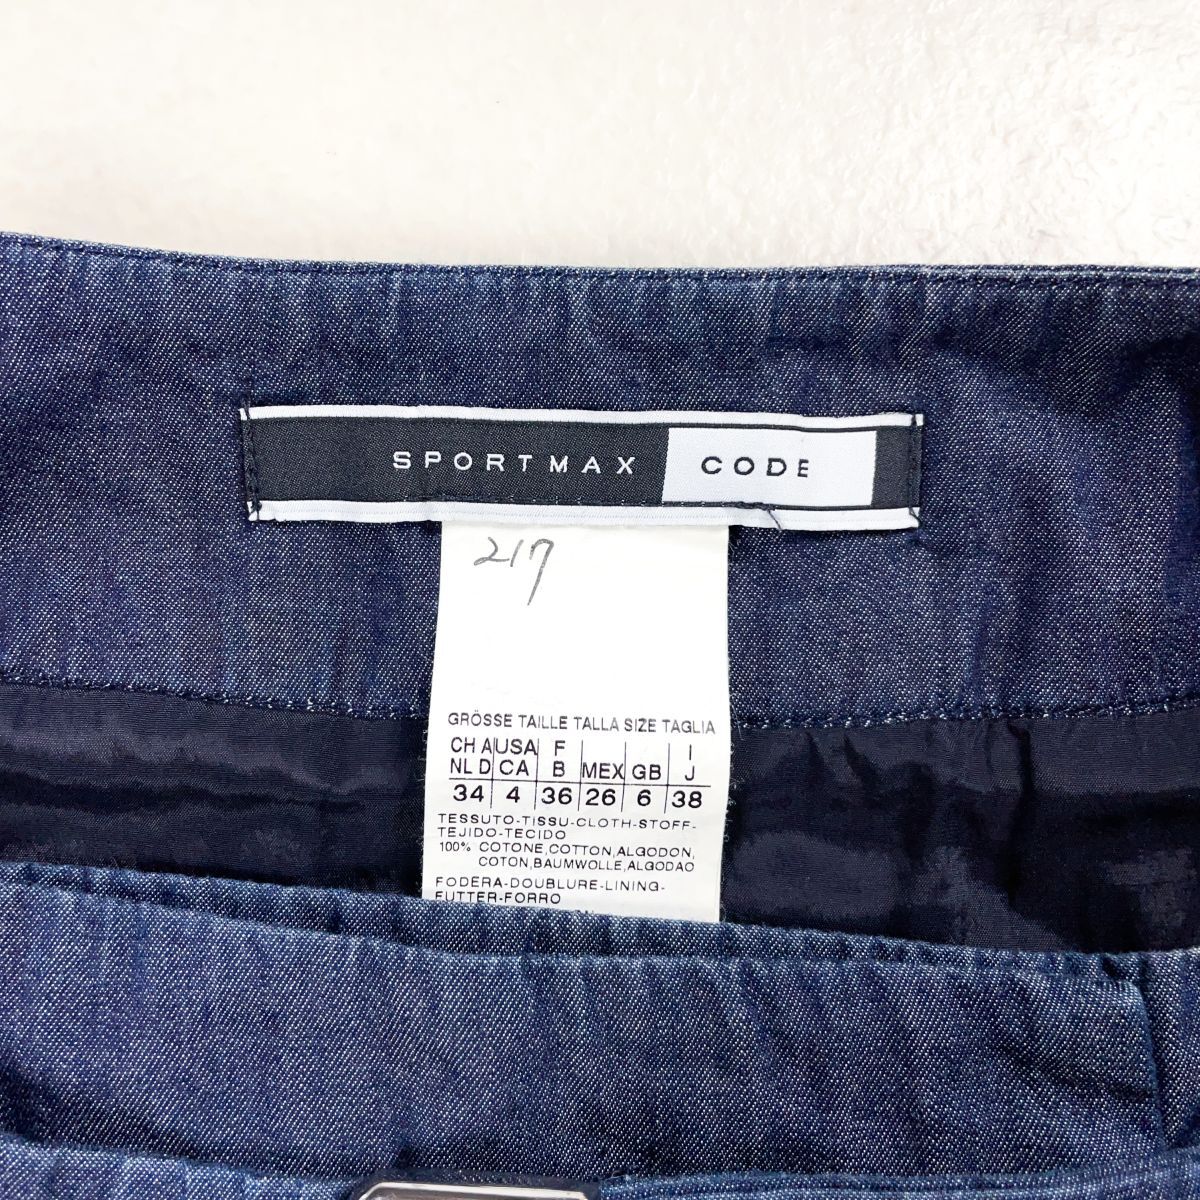 SPORTMAX CODE
217
GRÖSSE TAILLE TALLA SIZE TAGLIA
CH A USA F I
NL D CA B MEX GB J
34 4 36 26 6 38
TESSUTO-TISSU-CLOTH-STOFF-
TEJIDO-TECIDO
100% COTONE,COTTON,ALGODON,
COTON,BAUMWOLLE,ALGODAO
FODERA-DOUBLURE-LINING-
FUTTER-FORRO